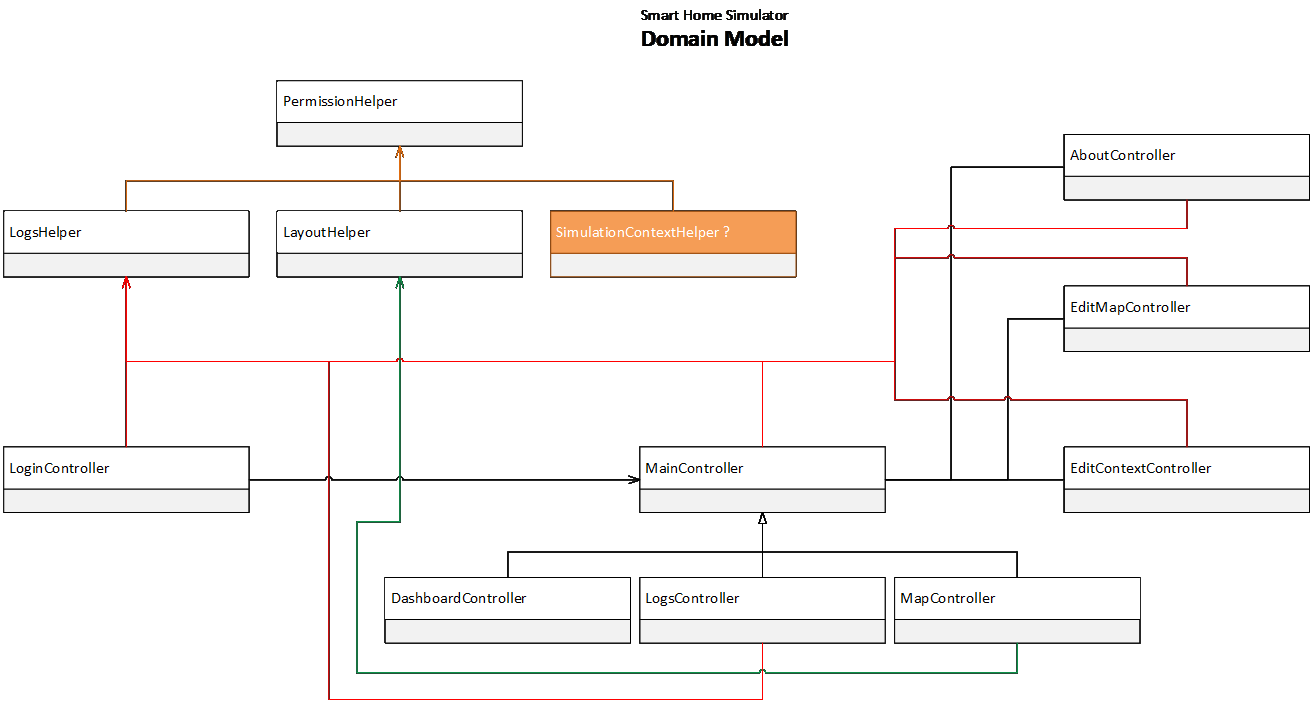 Smart Home Simulator
Domain Model
PermissionHelper
AboutController
LogsHelper
LayoutHelper
SimulationContextHelper ?
EditMapController
LoginController
MainController
EditContextController
DashboardController
LogsController
MapController